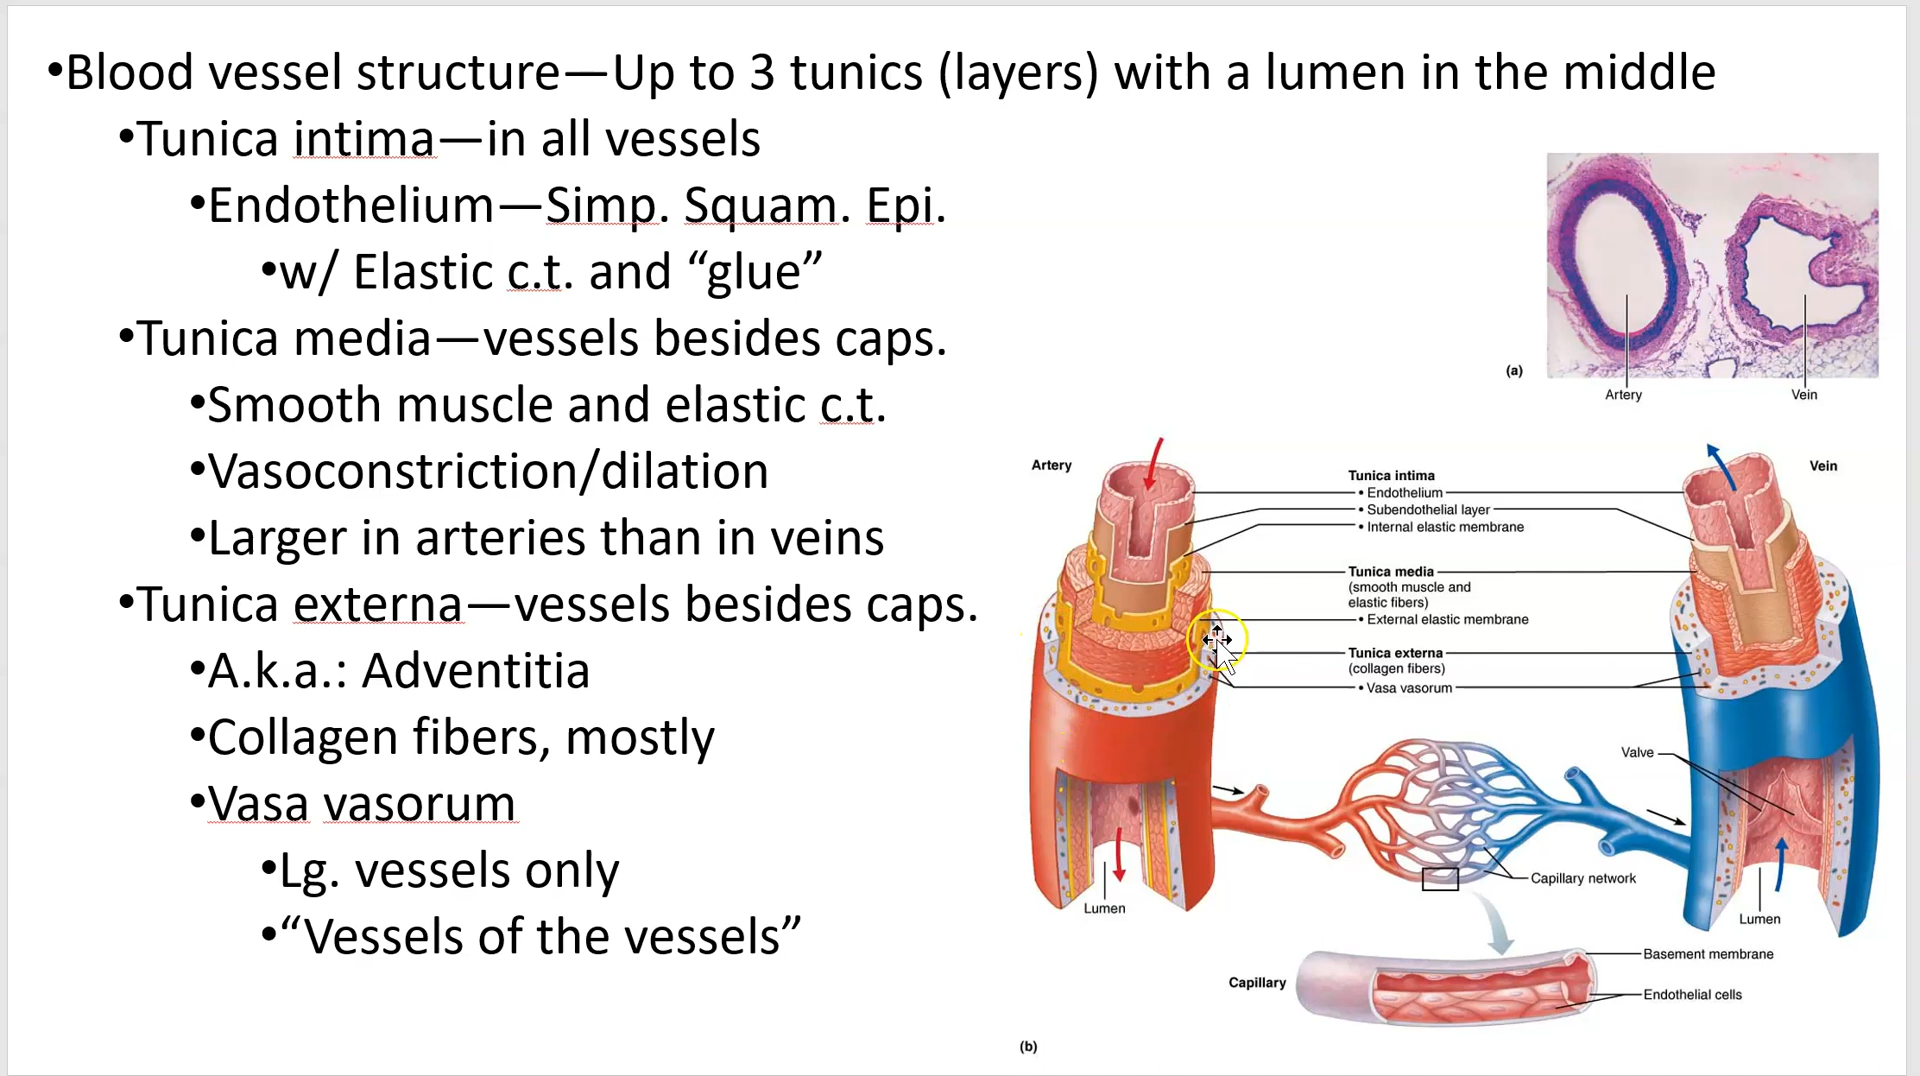 •Blood vessel structure—Up to 3 tunics (layers) with a lumen in the middle
•Tunica intima—in all vessels
•Endothelium—Simp. Squam. Epi.
•w/ Elastic c.t. and “glue”
•Tunica media—vessels besides caps.
•Smooth muscle and elastic c.t.
•Vasoconstriction/dilation
•Larger in arteries than in veins
•Tunica externa—vessels besides caps.
•A.k.a.: Adventitia
•Collagen fibers, mostly
•Vasa vasorum
•Lg. vessels only
•“Vessels of the vessels”
(a)
Artery
Vein
Artery
Vein
Tunica intima
• Endothelium
• Subendothelial layer
• Internal elastic membrane
Tunica media
(smooth muscle and
elastic fibers)
• External elastic membrane
Tunica externa
(collagen fibers)
• Vasa vasorum
Valve
Capillary network
Lumen
Lumen
Basement membrane
Capillary
Endothelial cells
(b)